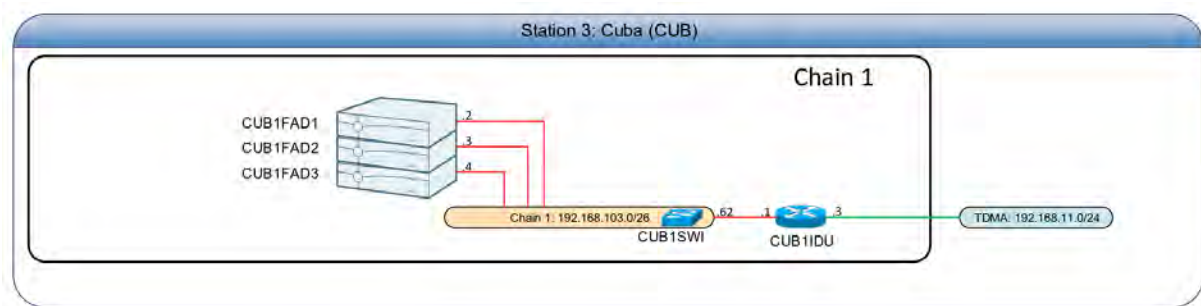 Station 3: Cuba (CUB)
Chain 1
CUB1FAD1
.2
CUB1FAD2
.3
CUB1FAD3
.4
Chain 1: 192.168.103.0/26
.62
.1
.3
TDMA: 192.168.11.0/24
CUB1SWI
CUB1IDU